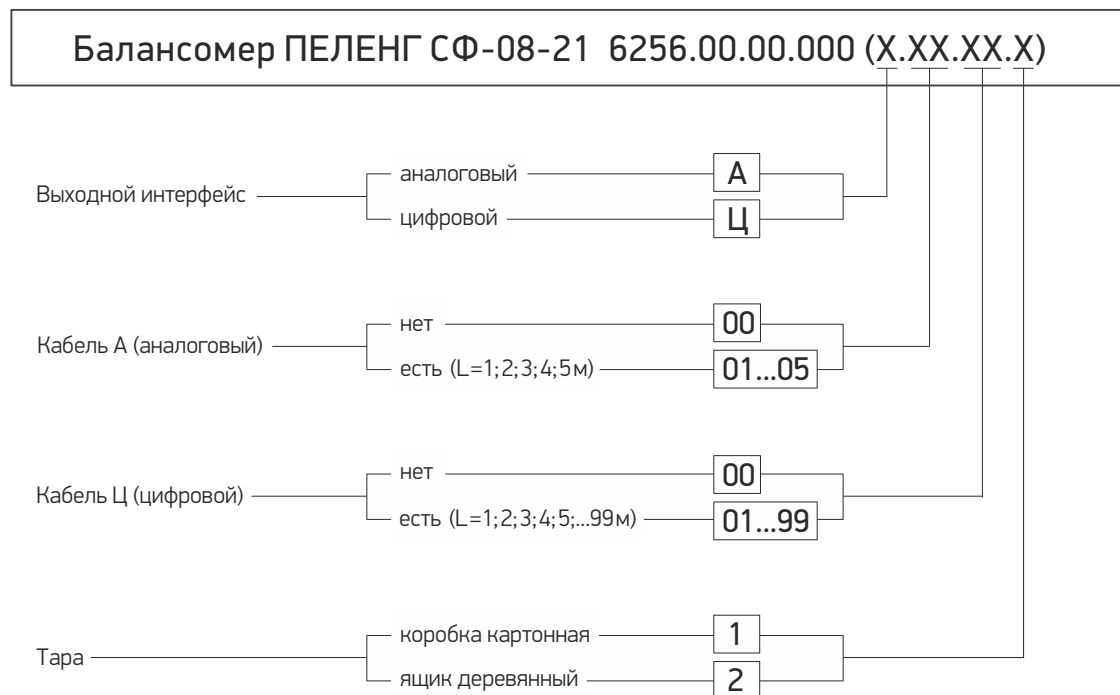 Балансомер ПЕЛЕНГ СФ-08-21 6256.00.00.000 (Х.ХХ.ХХ.Х)
Выходной интерфейс
аналоговый
А
цифровой
Ц
Кабель А (аналоговый)
нет
00
есть (L=1;2;3;4;5м)
01...05
Кабель Ц (цифровой)
нет
00
есть (L=1;2;3;4;5;...99м)
01...99
Тара
коробка картонная
1
ящик деревянный
2